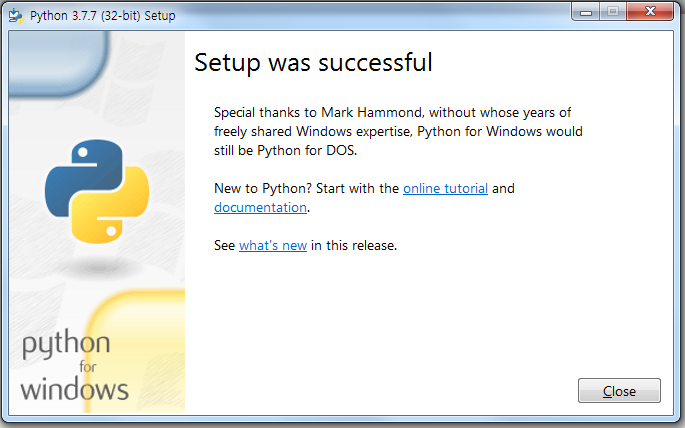 Python 3.7.7 (32-bit) Setup
Setup was successful
Special thanks to Mark Hammond, without whose years of
freely shared Windows expertise, Python for Windows would
still be Python for DOS.
New to Python? Start with the online tutorial and
documentation.
See what's new in this release.
python
for
windows
Close